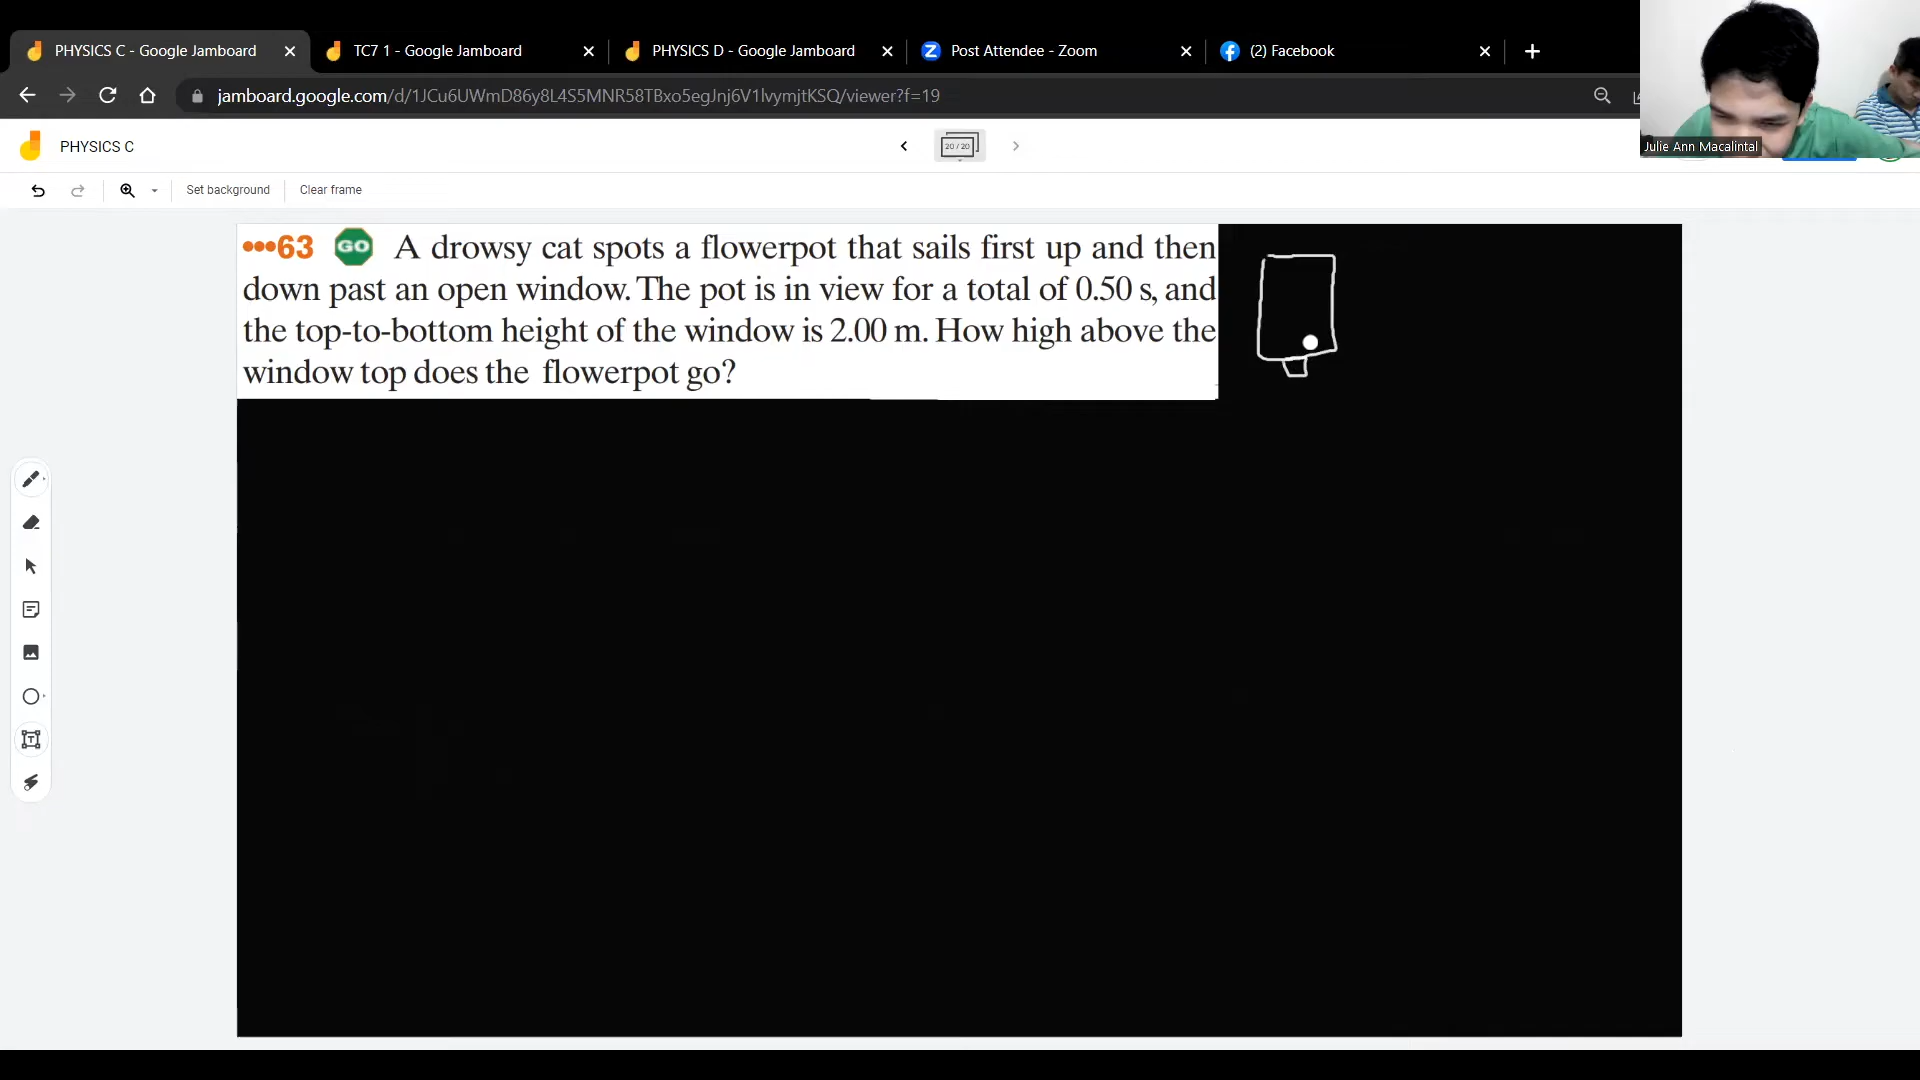 PHYSICS C - Google Jamboard
TC7 1 - Google Jamboard
PHYSICS D - Google Jamboard
Post Attendee - Zoom
(2) Facebook
jamboard.google.com/d/1JCu6UWmD86y8L4S5MNR58TBxo5egJnj6V1lvymjtKSQ/viewer?f=19
Julie Ann Macalintal
PHYSICS C
20 / 20
Set background
Clear frame
•••63 GO A drowsy cat spots a flowerpot that sails first up and then
down past an open window. The pot is in view for a total of 0.50 s, and
the top-to-bottom height of the window is 2.00 m. How high above the
window top does the flowerpot go?